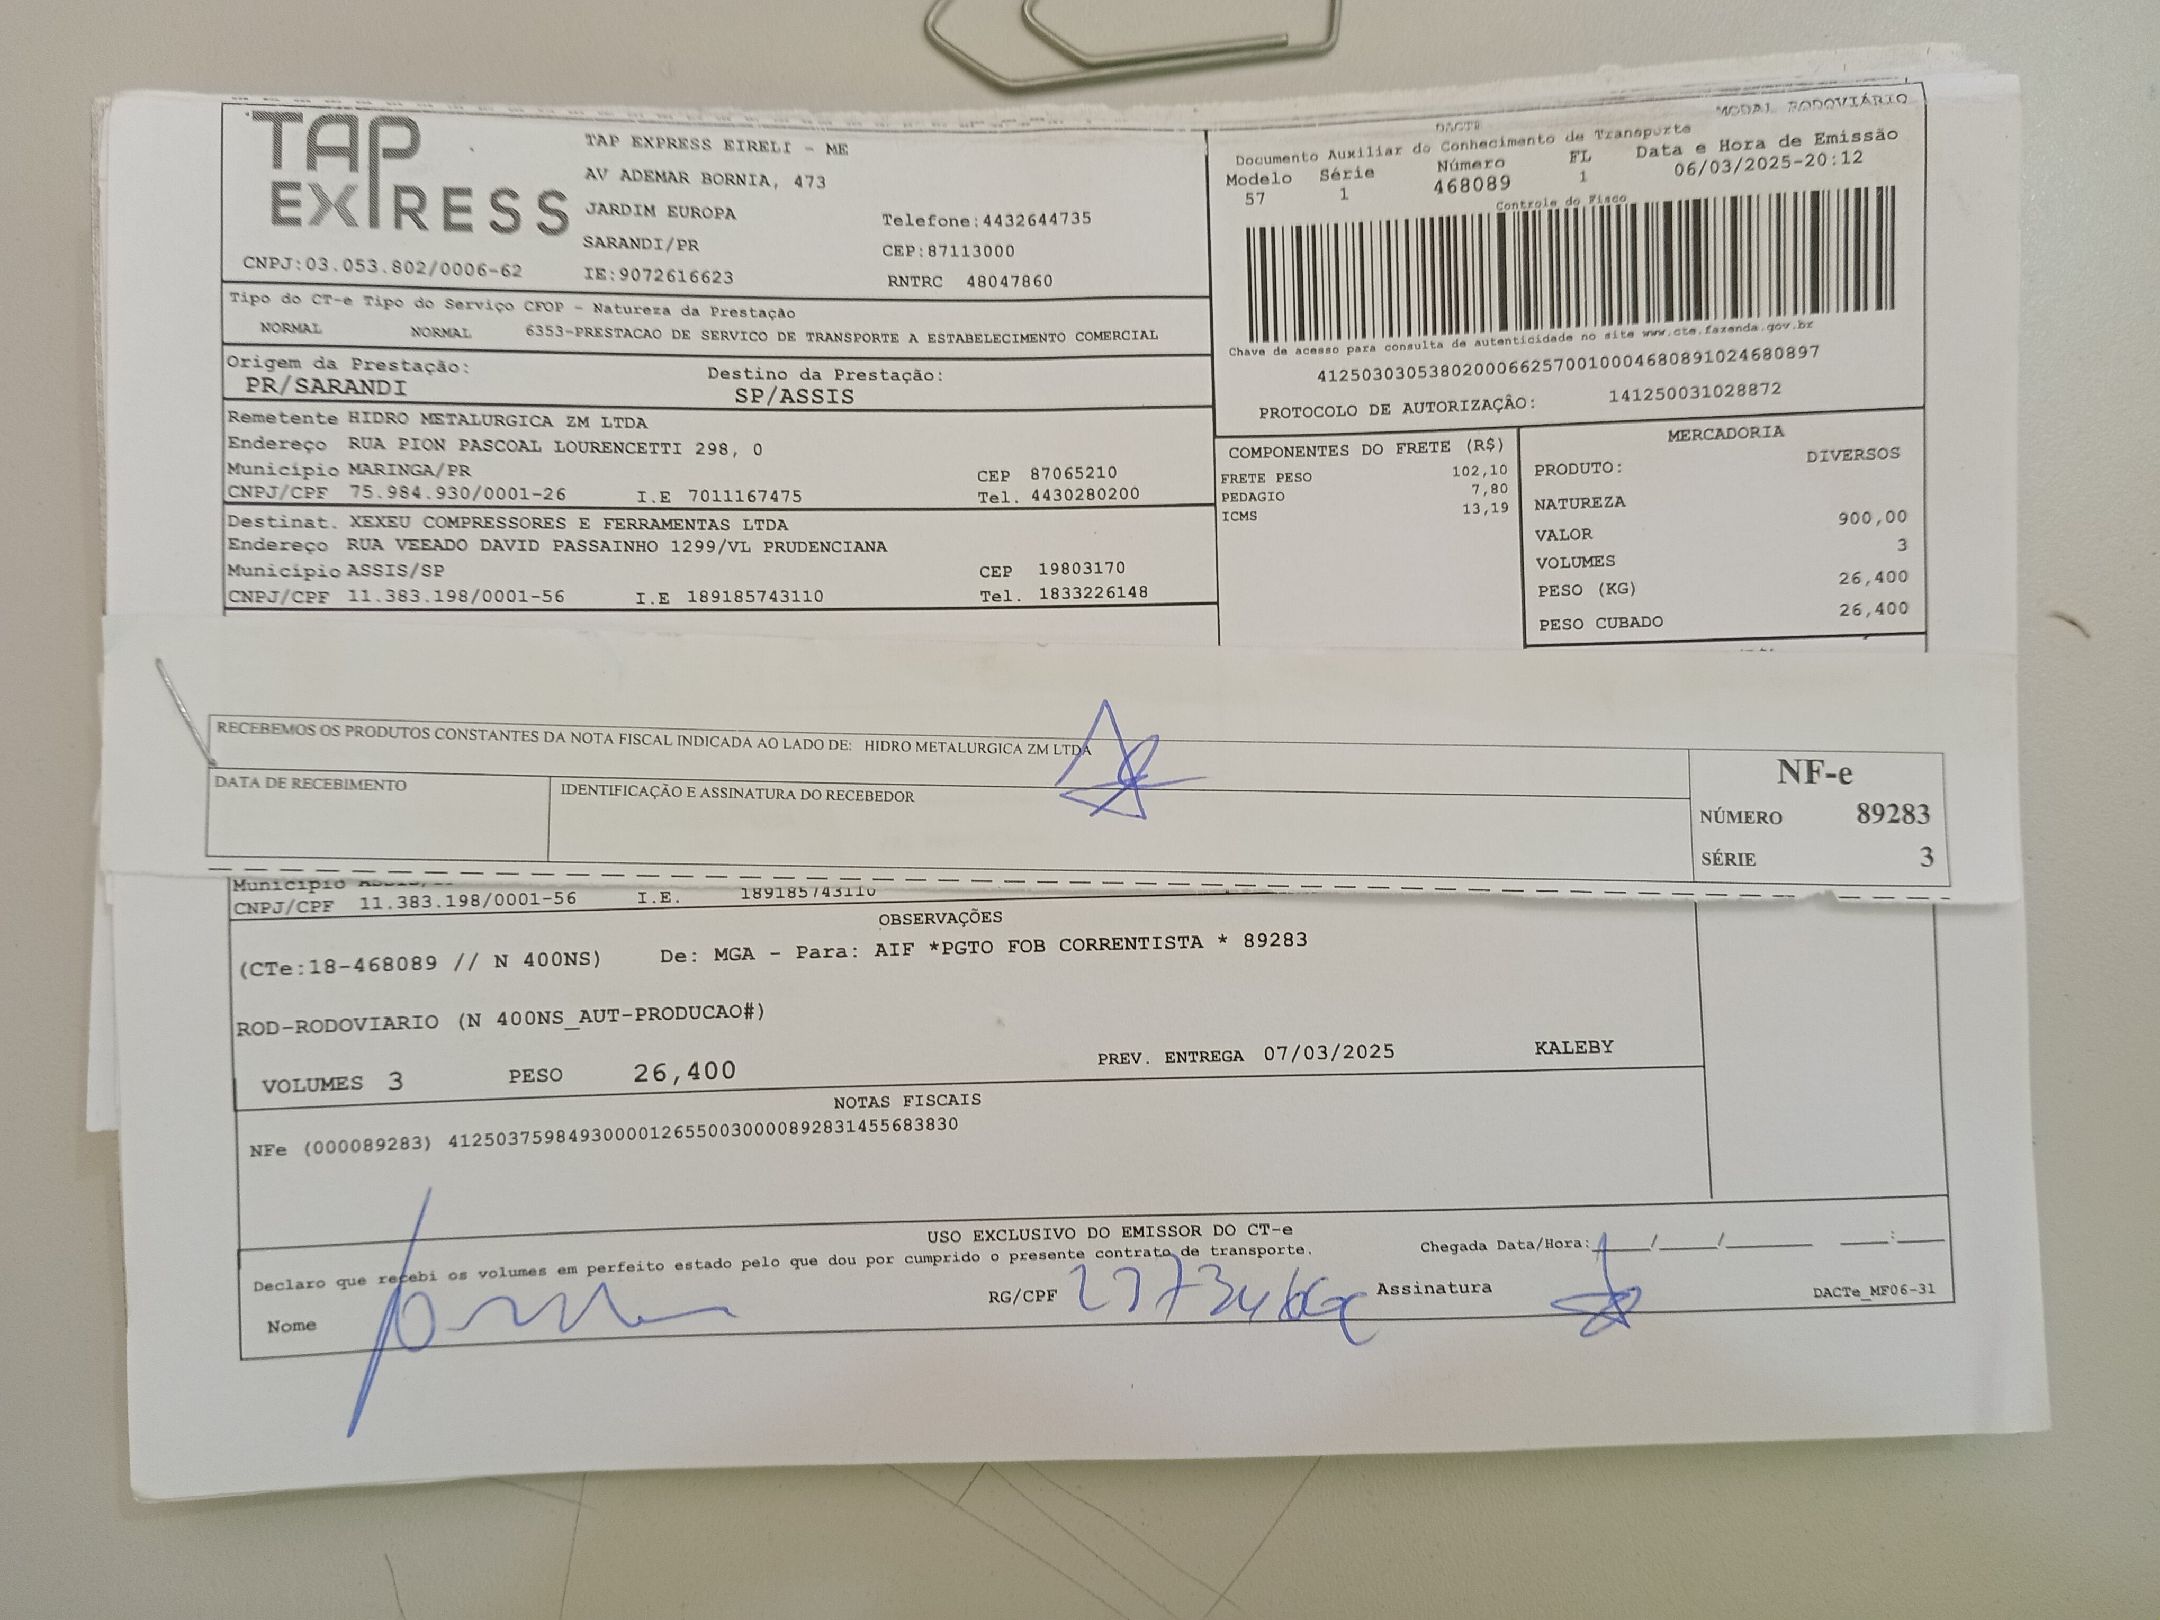 TAP
EXPRESS
TAP EXPRESS EIRELI - ME
AV ADEMAR BORNIA, 473
JARDIM EUROPA
Telefone:4432644735
SARANDI/PR
CEP:87113000
CNPJ:03.053.802/0006-62
IE:9072616623
RNTRC 48047860
MODAL RODOVIÁRIO
DACTE
Documento Auxiliar do Conhecimento de Transporte
Modelo Série Número FL Data e Hora de Emissão
57 1 468089 1 06/03/2025-20:12
Controle do Fisco
Chave de acesso para consulta de autenticidade no site www.cte.fazenda.gov.br
41250303053802000662570010004680891024680897
PROTOCOLO DE AUTORIZAÇÃO: 141250031028872
Tipo do CT-e Tipo do Serviço CFOP - Natureza da Prestação
NORMAL NORMAL 6353-PRESTACAO DE SERVICO DE TRANSPORTE A ESTABELECIMENTO COMERCIAL
Origem da Prestação: Destino da Prestação:
PR/SARANDI SP/ASSIS
Remetente HIDRO METALURGICA ZM LTDA
Endereço RUA PION PASCOAL LOURENCETTI 298, 0
Município MARINGA/PR CEP 87065210
CNPJ/CPF 75.984.930/0001-26 I.E 7011167475 Tel. 4430280200
Destinat. XEXEU COMPRESSORES E FERRAMENTAS LTDA
Endereço RUA VEEADO DAVID PASSAINHO 1299/VL PRUDENCIANA
Município ASSIS/SP CEP 19803170
CNPJ/CPF 11.383.198/0001-56 I.E 189185743110 Tel. 1833226148
COMPONENTES DO FRETE (R$)
FRETE PESO 102,10
PEDAGIO 7,80
ICMS 13,19
MERCADORIA
PRODUTO: DIVERSOS
NATUREZA
VALOR 900,00
VOLUMES 3
PESO (KG) 26,400
PESO CUBADO 26,400
RECEBEMOS OS PRODUTOS CONSTANTES DA NOTA FISCAL INDICADA AO LADO DE: HIDRO METALURGICA ZM LTDA
DATA DE RECEBIMENTO
IDENTIFICAÇÃO E ASSINATURA DO RECEBEDOR
NF-e
NÚMERO 89283
SÉRIE 3
Município
CNPJ/CPF 11.383.198/0001-56 I.E. 189185743110
OBSERVAÇÕES
(CTe:18-468089 // N 400NS) De: MGA - Para: AIF *PGTO FOB CORRENTISTA * 89283
ROD-RODOVIARIO (N 400NS_AUT-PRODUCAO#)
VOLUMES 3 PESO 26,400 PREV. ENTREGA 07/03/2025 KALEBY
NOTAS FISCAIS
NFe (000089283) 41250375984930000126550030000892831455683830
USO EXCLUSIVO DO EMISSOR DO CT-e
Declaro que recebi os volumes em perfeito estado pelo que dou por cumprido o presente contrato de transporte.
Chegada Data/Hora:____/____/______ ____:____
Nome RG/CPF Assinatura DACTe_MF06-31